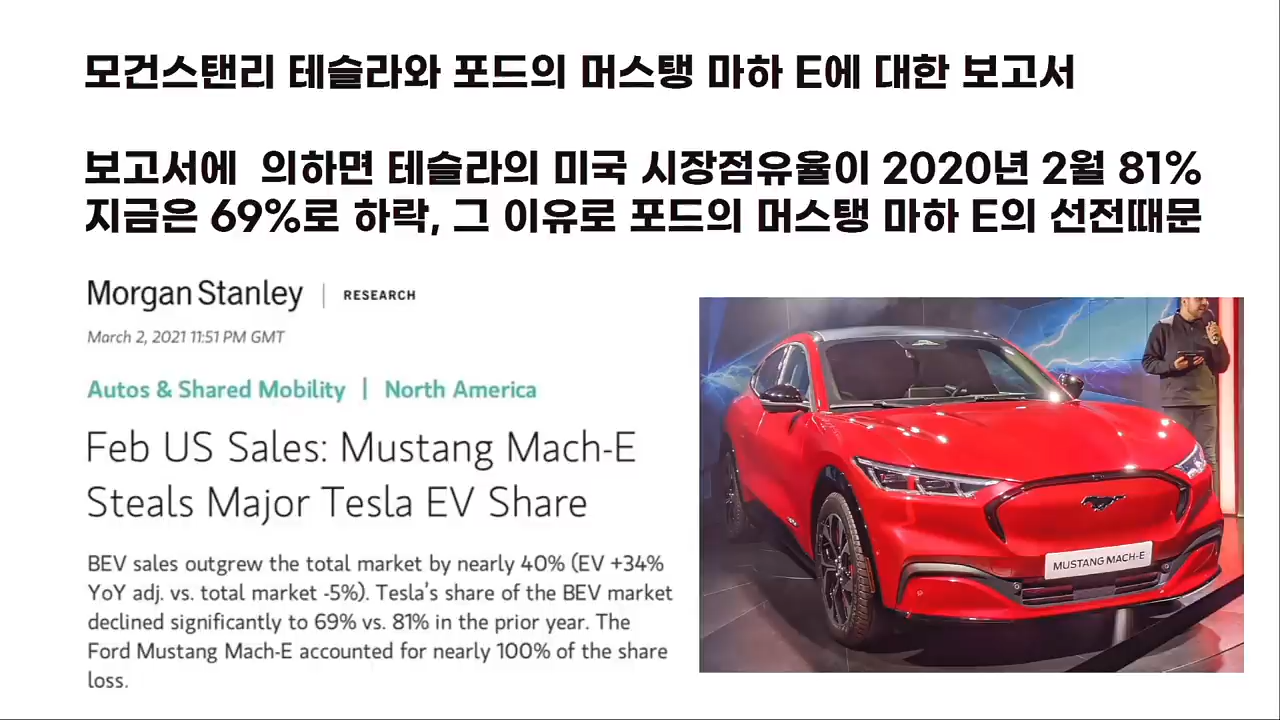 모건스탠리 테슬라와 포드의 머스탱 마하 E에 대한 보고서
보고서에 의하면 테슬라의 미국 시장점유율이 2020년 2월 81%
지금은 69%로 하락, 그 이유로 포드의 머스탱 마하 E의 선전때문
Morgan Stanley | RESEARCH
March 2, 2021 11:51 PM GMT
Autos & Shared Mobility | North America
Feb US Sales: Mustang Mach-E
Steals Major Tesla EV Share
BEV sales outgrew the total market by nearly 40% (EV +34%
YoY adj. vs. total market -5%). Tesla's share of the BEV market
declined significantly to 69% vs. 81% in the prior year. The
Ford Mustang Mach-E accounted for nearly 100% of the share
loss.
MUSTANG MACH-E